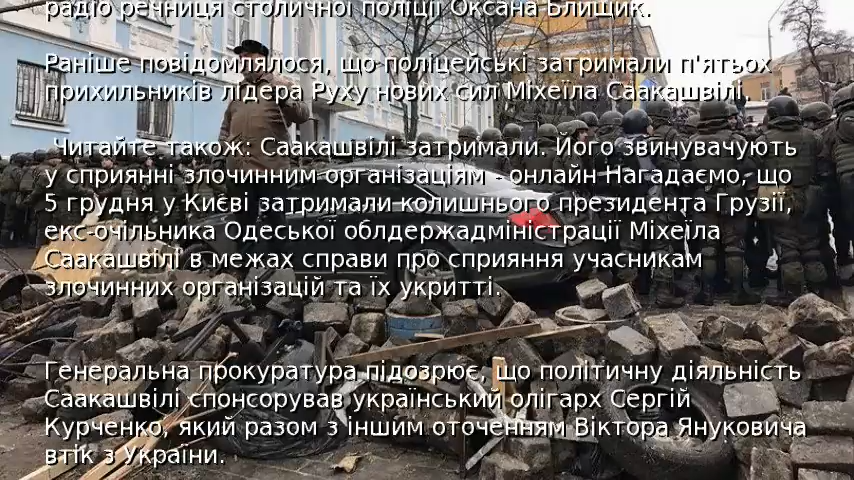 радіо речниця столичної поліції Оксана Блищик.
Раніше повідомлялося, що поліцейські затримали п'ятьох
прихильників лідера Руху нових сил Міхеїла Саакашвілі.
Читайте також: Саакашвілі затримали. Його звинувачують
у сприянні злочинним організаціям - онлайн Нагадаємо, що
5 грудня у Києві затримали колишнього президента Грузії,
екс-очільника Одеської облдержадміністрації Міхеїла
Саакашвілі в межах справи про сприяння учасникам
злочинних організацій та їх укритті.
Генеральна прокуратура підозрює, що політичну діяльність
Саакашвілі спонсорував український олігарх Сергій
Курченко, який разом з іншим оточенням Віктора Януковича
втік з України.